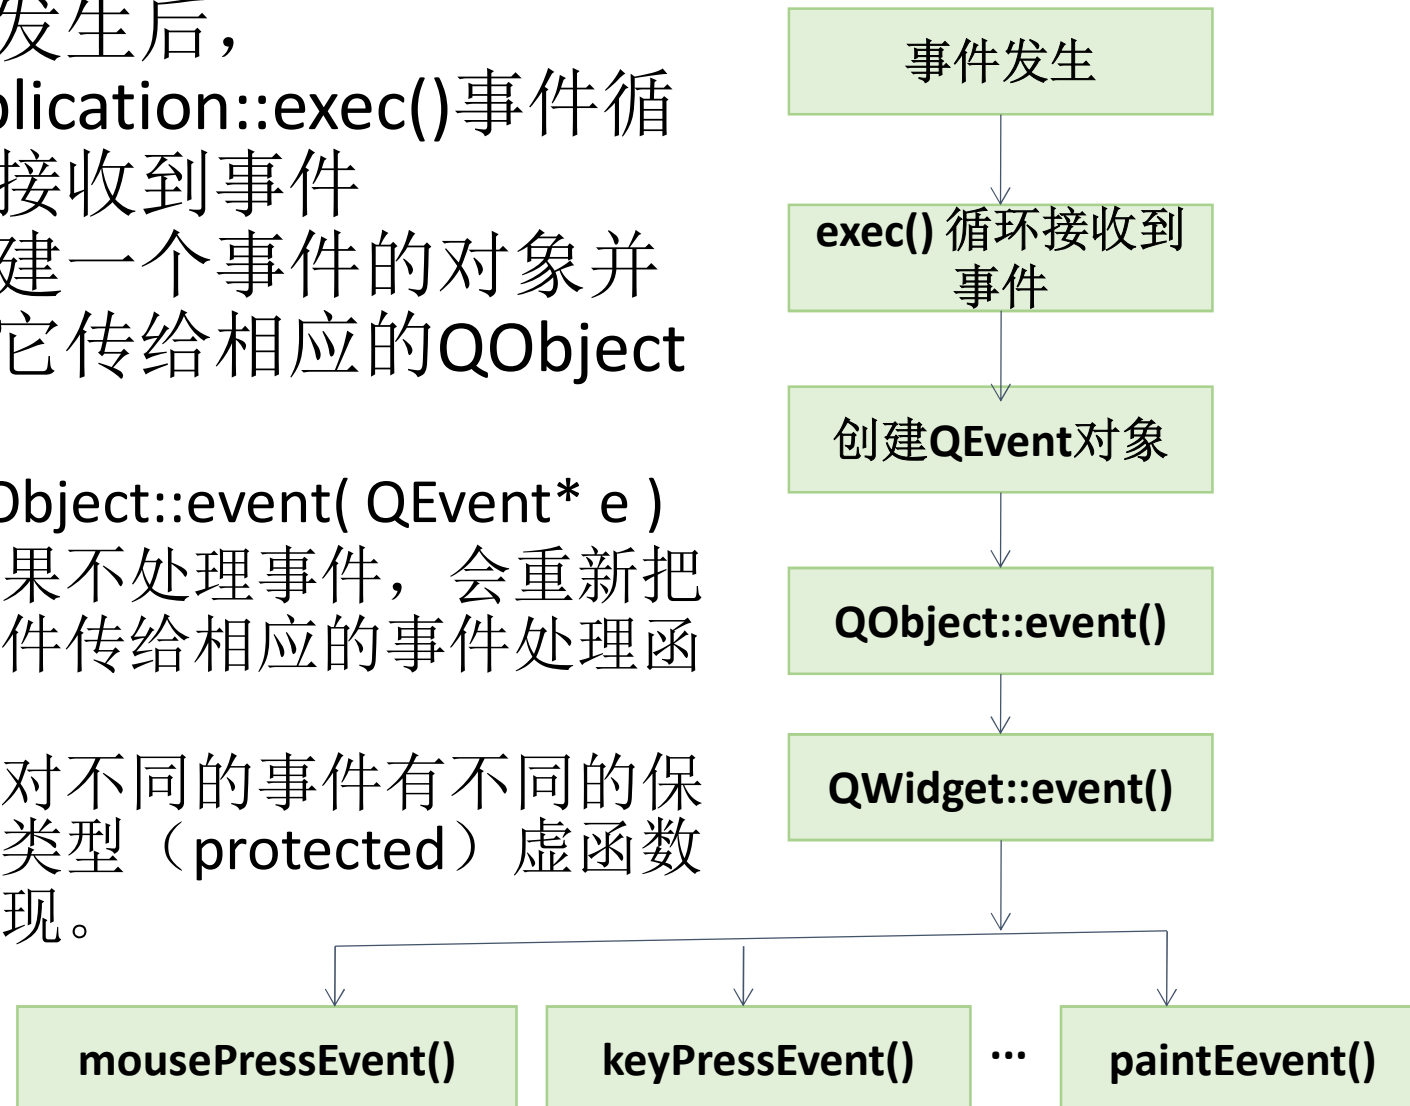 发生后，
plication::exec()事件循
接收到事件
建一个事件的对象并
它传给相应的QObject
Object::event( QEvent* e )
果不处理事件，会重新把
件传给相应的事件处理函
对不同的事件有不同的保
类型（protected）虚函数
现。
事件发生
exec() 循环接收到
事件
创建QEvent对象
QObject::event()
QWidget::event()
mousePressEvent()
keyPressEvent()
...
paintEevent()